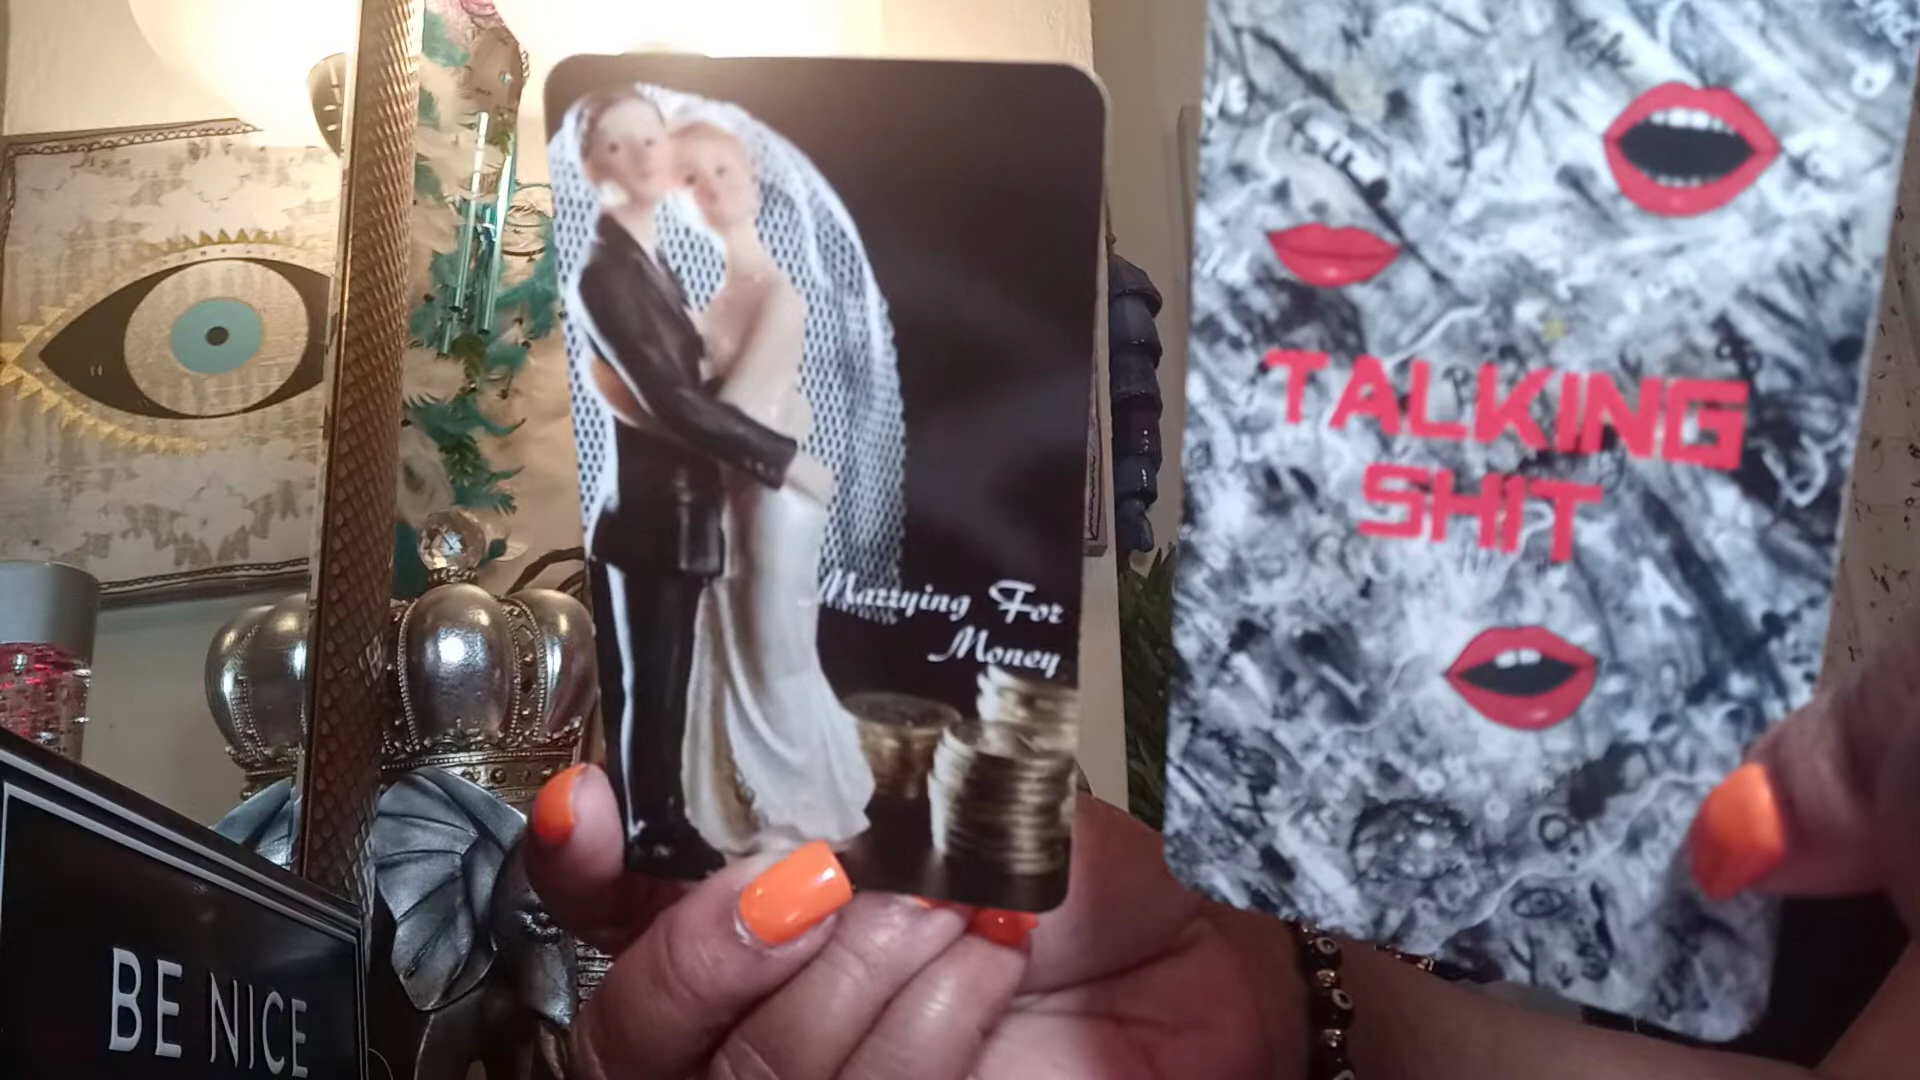 Marrying For
Money
TALKING
SHIT
BE NICE